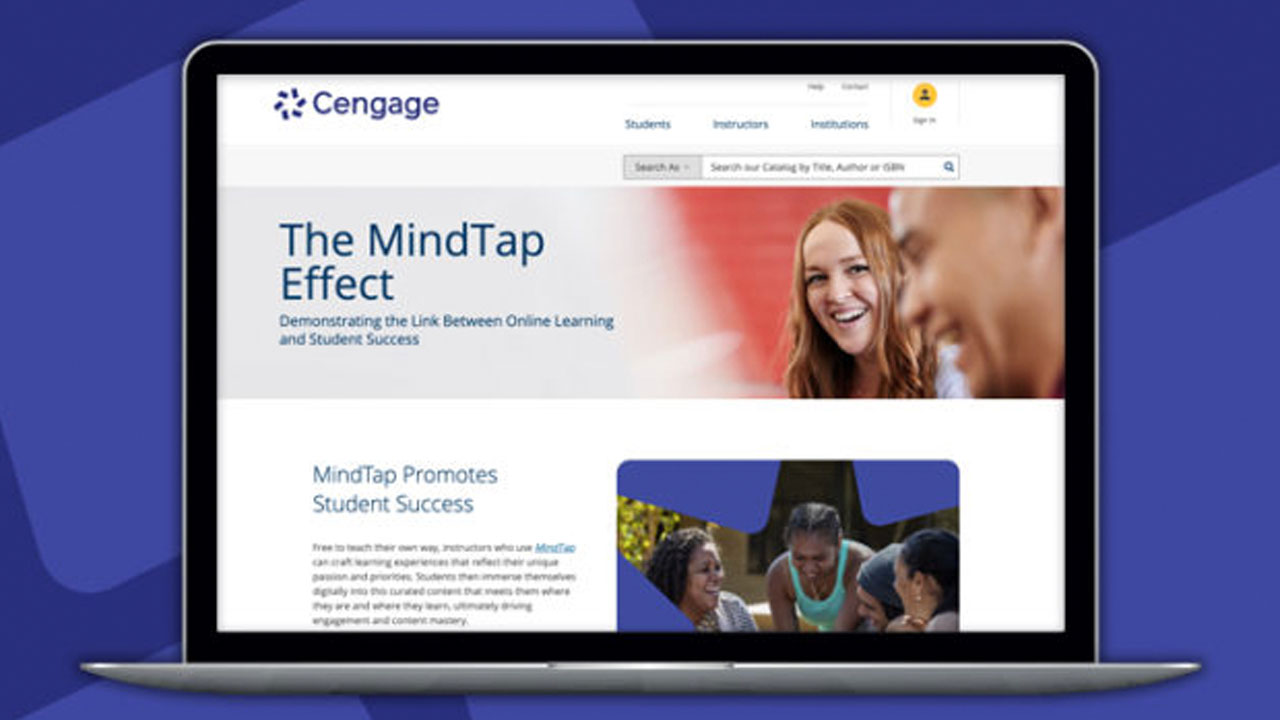 Cengage
Help Contact
Sign In
Students Instructors Institutions
Search As Search our Catalog by Title, Author or ISBN
The MindTap
Effect
Demonstrating the Link Between Online Learning
and Student Success
MindTap Promotes
Student Success
Free to teach their own way, instructors who use MindTap
can craft learning experiences that reflect their unique
passion and priorities. Students then immerse themselves
digitally into this curated content that meets them where
they are and where they learn, ultimately driving
engagement and content mastery.